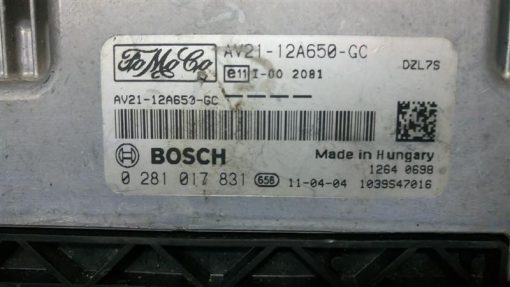 FoMoCo AV21-12A650-GC
e11 I-00 2081 DZL7S
AV21-12A650-GC
BOSCH Made in Hungary
1264 0698
0 281 017 831 656 11-04-04 1039S47016